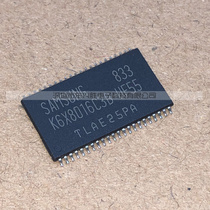 SAMSUNG 833
K6X8016C3B-UF55
TLAE25PA